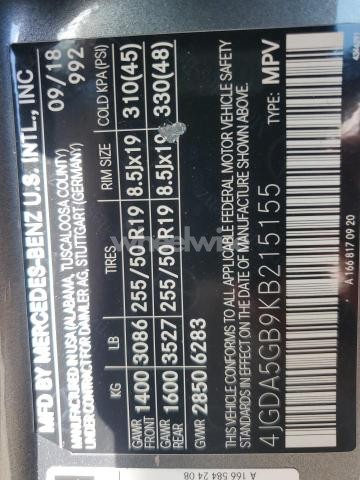 MFD BY MERCEDES-BENZ U.S. INTL., INC
MANUFACTURED IN USA (ALABAMA, TUSCALOOSA COUNTY) 09/18
UNDER CONTRACT FOR DAIMLER AG, STUTTGART (GERMANY) 992
KG LB TIRES RIM SIZE COLD KPA(PSI)
GAWR FRONT 1400 3086 255/50 R19 8.5Jx19 310(45)
GAWR REAR 1600 3527 255/50 R19 8.5Jx19 330(48)
GVWR 2850 6283
THIS VEHICLE CONFORMS TO ALL APPLICABLE FEDERAL MOTOR VEHICLE SAFETY
STANDARDS IN EFFECT ON THE DATE OF MANUFACTURE SHOWN ABOVE.
4JGDA5GB9KB215155 TYPE: MPV
A 166 817 09 20
A 166 584 24 08